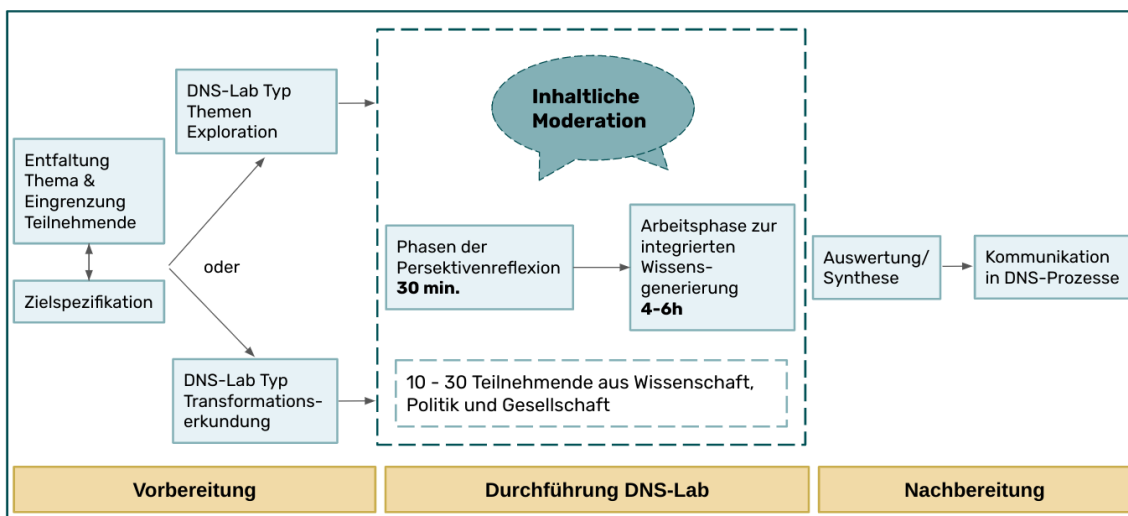 Entfaltung
Thema &
Eingrenzung
Teilnehmende
Zielspezifikation
oder
DNS-Lab Typ
Themen
Exploration
DNS-Lab Typ
Transformations-
erkundung
Inhaltliche
Moderation
Phasen der
Persektivenreflexion
30 min.
Arbeitsphase zur
integrierten
Wissens-
generierung
4-6h
10 - 30 Teilnehmende aus Wissenschaft,
Politik und Gesellschaft
Auswertung/
Synthese
Kommunikation
in DNS-Prozesse
Vorbereitung
Durchführung DNS-Lab
Nachbereitung